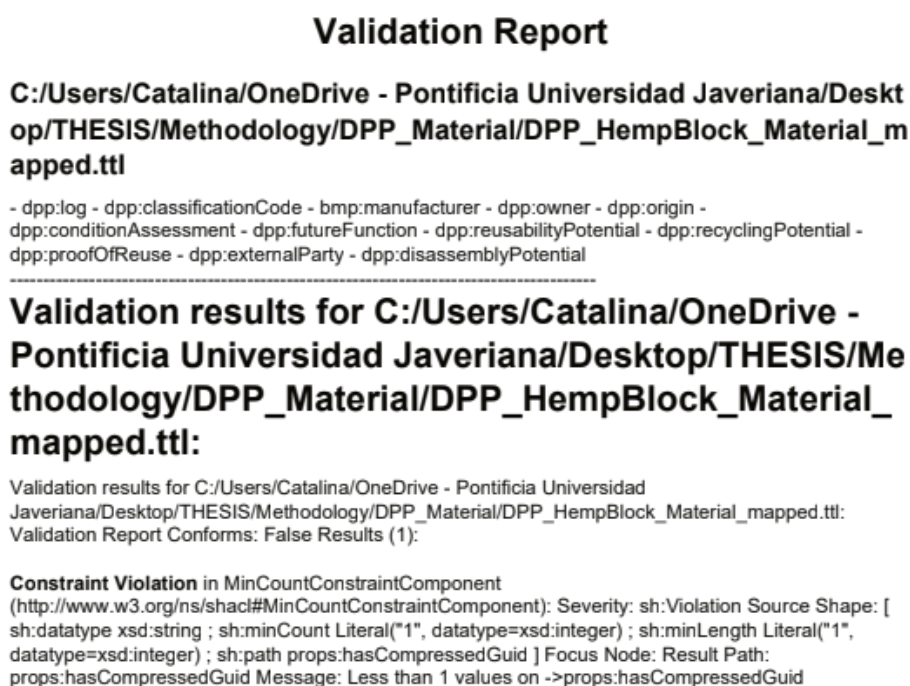 Validation Report
C:/Users/Catalina/OneDrive - Pontificia Universidad Javeriana/Deskt
op/THESIS/Methodology/DPP_Material/DPP_HempBlock_Material_m
apped.ttl
- dpp:log - dpp:classificationCode - bmp:manufacturer - dpp:owner - dpp:origin -
dpp:conditionAssessment - dpp:futureFunction - dpp:reusabilityPotential - dpp:recyclingPotential -
dpp:proofOfReuse - dpp:externalParty - dpp:disassemblyPotential
----------------------------------------------------------------------------------------
Validation results for C:/Users/Catalina/OneDrive -
Pontificia Universidad Javeriana/Desktop/THESIS/Me
thodology/DPP_Material/DPP_HempBlock_Material_
mapped.ttl:
Validation results for C:/Users/Catalina/OneDrive - Pontificia Universidad
Javeriana/Desktop/THESIS/Methodology/DPP_Material/DPP_HempBlock_Material_mapped.ttl:
Validation Report Conforms: False Results (1):
Constraint Violation in MinCountConstraintComponent
(http://www.w3.org/ns/shacl#MinCountConstraintComponent): Severity: sh:Violation Source Shape: [
sh:datatype xsd:string ; sh:minCount Literal("1", datatype=xsd:integer) ; sh:minLength Literal("1",
datatype=xsd:integer) ; sh:path props:hasCompressedGuid ] Focus Node: Result Path:
props:hasCompressedGuid Message: Less than 1 values on ->props:hasCompressedGuid